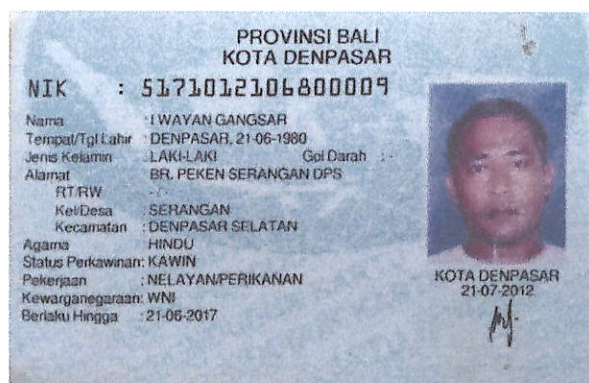 PROVINSI BALI
KOTA DENPASAR
NIK : 5171012106800009
Nama : I WAYAN GANGSAR
Tempat/Tgl Lahir : DENPASAR, 21-06-1980
Jenis Kelamin : LAKI-LAKI Gol Darah : -
Alamat : BR. PEKEN SERANGAN DPS
RT/RW : - / -
Kel/Desa : SERANGAN
Kecamatan : DENPASAR SELATAN
Agama : HINDU
Status Perkawinan: KAWIN
Pekerjaan : NELAYAN/PERIKANAN
Kewarganegaraan: WNI
Berlaku Hingga : 21-06-2017
KOTA DENPASAR
21-07-2012